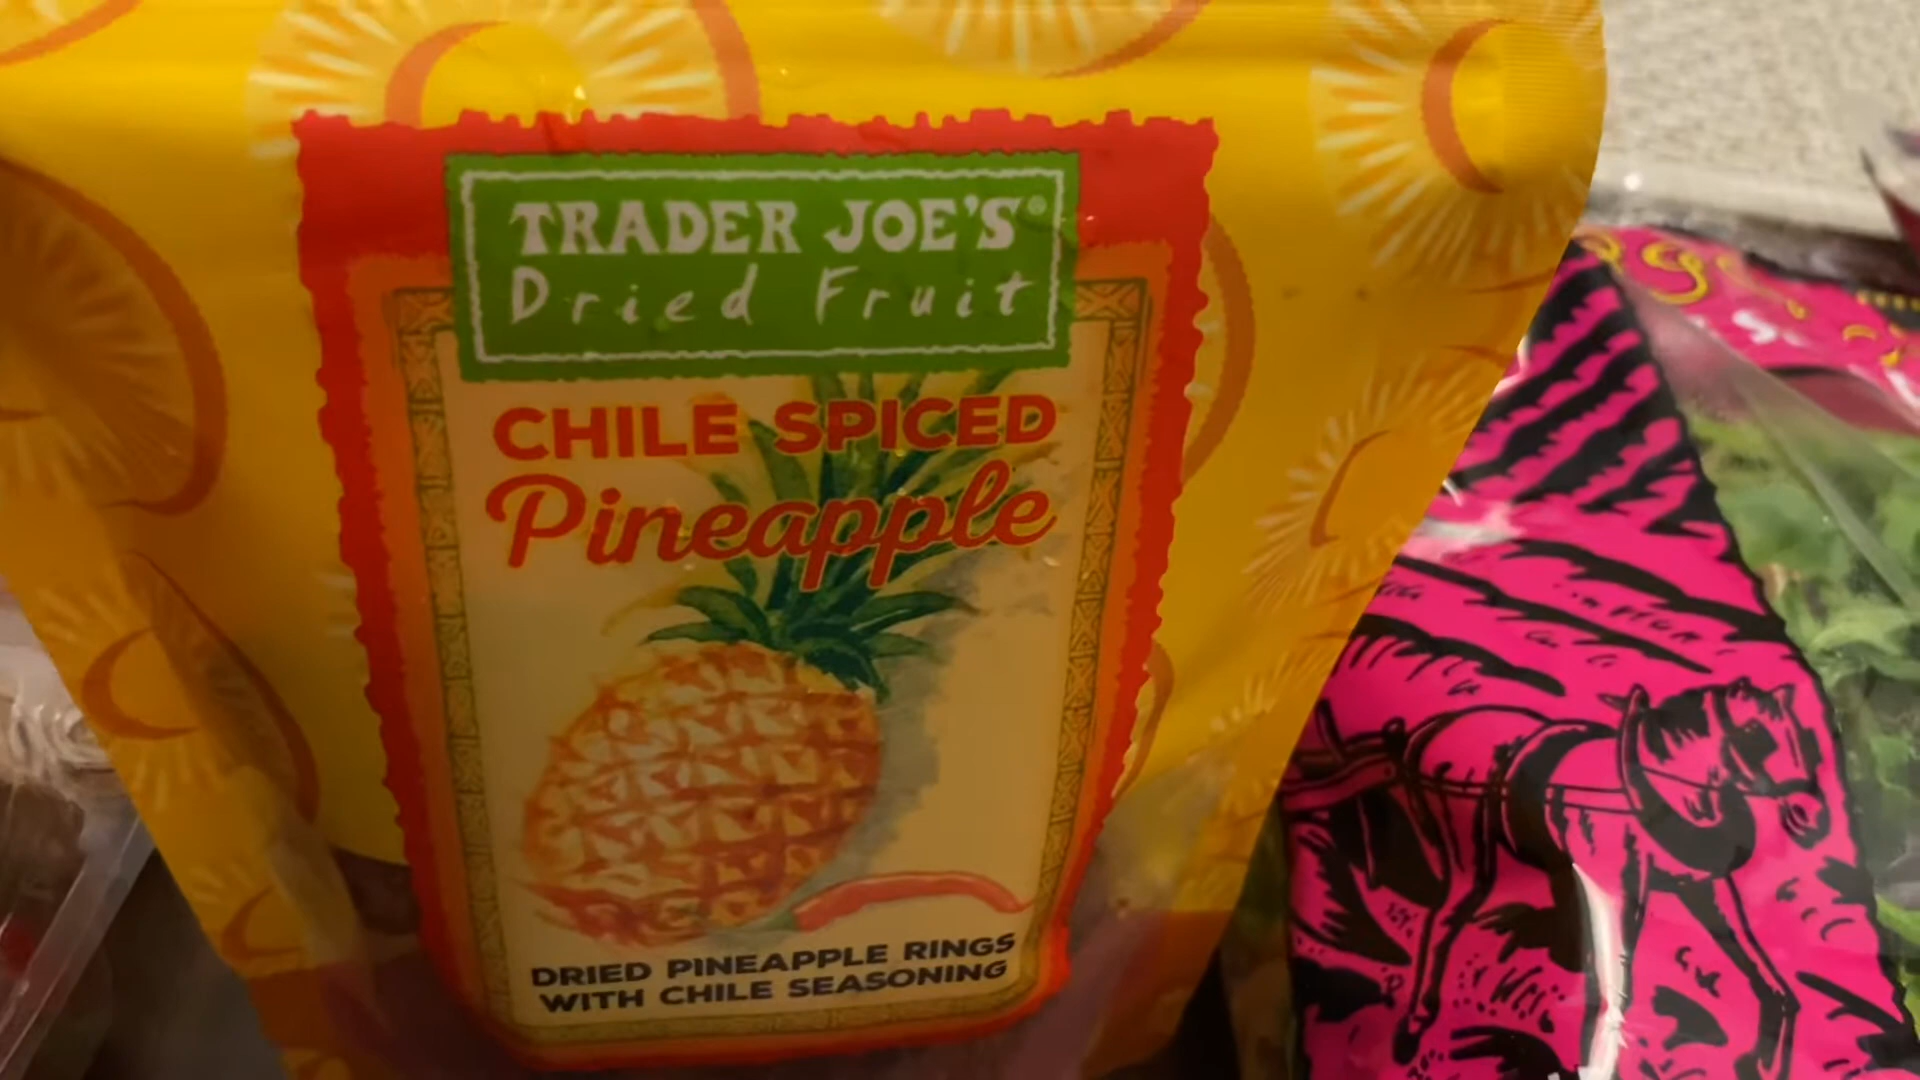 TRADER JOE'S®
Dried Fruit
CHILE SPICED
Pineapple
DRIED PINEAPPLE RINGS
WITH CHILE SEASONING